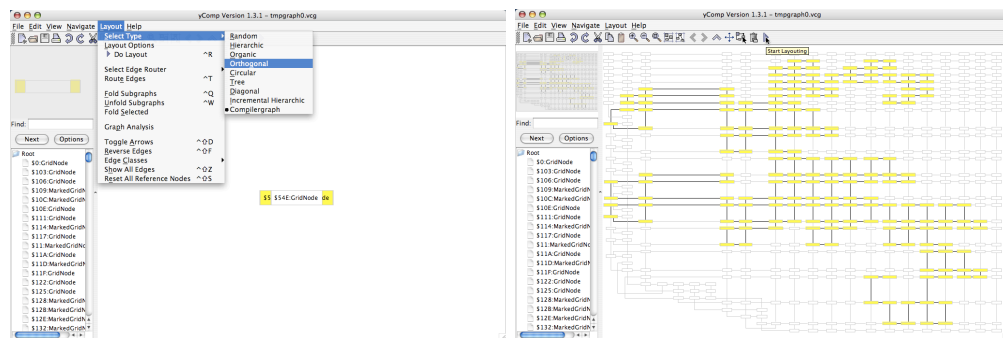 yComp Version 1.3.1 – tmpgraph0.vcg
File Edit View Navigate Layout Help
Select Type
Layout Options
Do Layout ^R
Select Edge Router
Route Edges ^T
Fold Subgraphs ^Q
Unfold Subgraphs ^W
Fold Selected
Graph Analysis
Toggle Arrows ^⇧D
Reverse Edges ^⇧F
Edge Classes
Show All Edges ^⇧Z
Reset All Reference Nodes ^⇧S
Random
Hierarchic
Organic
Orthogonal
Circular
Tree
Diagonal
Incremental Hierarchic
Compilergraph
Find:
Next Options
Root
$0:GridNode
$103:GridNode
$106:GridNode
$109:MarkedGridN
$10C:MarkedGridN
$10E:GridNode
$111:GridNode
$114:MarkedGridN
$117:GridNode
$11:MarkedGridNo
$11A:GridNode
$11D:MarkedGridN
$11F:GridNode
$122:GridNode
$125:GridNode
$128:MarkedGridN
$12B:MarkedGridN
$12E:MarkedGridN
$132:MarkedGridN
$5 $54E:GridNode de
yComp Version 1.3.1 – tmpgraph0.vcg
File Edit View Navigate Layout Help
Start Layouting
Find:
Next Options
Root
$0:GridNode
$103:GridNode
$106:GridNode
$109:MarkedGridN
$10C:MarkedGridN
$10E:GridNode
$111:GridNode
$114:MarkedGridN
$117:GridNode
$11:MarkedGridNo
$11A:GridNode
$11D:MarkedGridN
$11F:GridNode
$122:GridNode
$125:GridNode
$128:MarkedGridN
$12B:MarkedGridN
$12E:MarkedGridN
$132:MarkedGridN